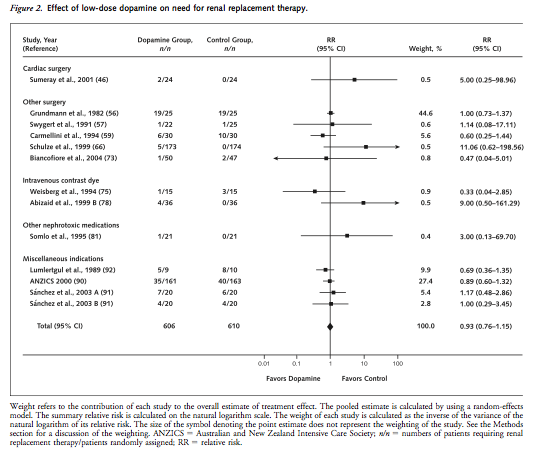 Figure 2. Effect of low-dose dopamine on need for renal replacement therapy.
Study, Year Dopamine Group, Control Group, RR RR
(Reference) n/n n/n (95% CI) Weight, % (95% CI)
Cardiac surgery
Sumeray et al., 2001 (46) 2/24 0/24 0.5 5.00 (0.25–98.96)
Other surgery
Grundmann et al., 1982 (56) 19/25 19/25 44.6 1.00 (0.73–1.37)
Swygert et al., 1991 (57) 1/22 1/25 0.6 1.14 (0.08–17.11)
Carmellini et al., 1994 (59) 6/30 10/30 5.6 0.60 (0.25–1.44)
Schulze et al., 1999 (66) 5/173 0/174 0.5 11.06 (0.62–198.56)
Biancofiore et al., 2004 (73) 1/50 2/47 0.8 0.47 (0.04–5.01)
Intravenous contrast dye
Weisberg et al., 1994 (75) 1/15 3/15 0.9 0.33 (0.04–2.85)
Abizaid et al., 1999 B (78) 4/36 0/36 0.5 9.00 (0.50–161.29)
Other nephrotoxic medications
Somlo et al., 1995 (81) 1/21 0/21 0.4 3.00 (0.13–69.70)
Miscellaneous indications
Lumlertgul et al., 1989 (92) 5/9 8/10 9.9 0.69 (0.36–1.35)
ANZICS 2000 (90) 35/161 40/163 27.4 0.89 (0.60–1.32)
Sánchez et al., 2003 A (91) 7/20 6/20 5.4 1.17 (0.48–2.86)
Sánchez et al., 2003 B (91) 4/20 4/20 2.8 1.00 (0.29–3.45)
Total (95% CI) 606 610 100.0 0.93 (0.76–1.15)
0.01 0.1 1 10 100
Favors Dopamine Favors Control
Weight refers to the contribution of each study to the overall estimate of treatment effect. The pooled estimate is calculated by using a random-effects
model. The summary relative risk is calculated on the natural logarithm scale. The weight of each study is calculated as the inverse of the variance of the
natural logarithm of its relative risk. The size of the symbol denoting the point estimate does not represent the weighting of the study. See the Methods
section for a discussion of the weighting. ANZICS = Australian and New Zealand Intensive Care Society; n/n = numbers of patients requiring renal
replacement therapy/patients randomly assigned; RR = relative risk.